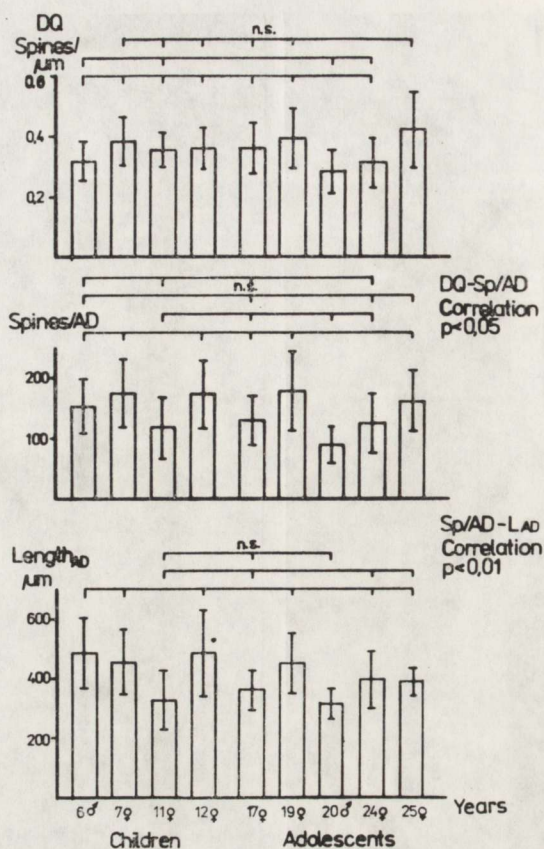 DQ
Spines/
μm
n.s.
0.6
0,4
0,2
n.s.
DQ-Sp/AD
Correlation
p<0,05
Spines/AD
200
100
Sp/AD-LAD
Correlation
p<0,01
n.s.
LengthAD
μm
600
400
200
6♂ 7♀ 11♀ 12♀ 17♀ 19♀ 20♂ 24♀ 25♀ Years
Children Adolescents